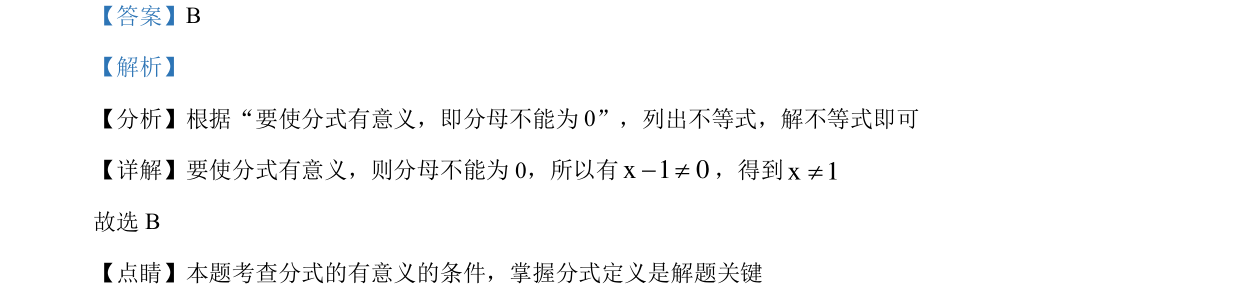 【答案】B
【解析】
【分析】根据“要使分式有意义，即分母不能为 0”，列出不等式，解不等式即可
【详解】要使分式有意义，则分母不能为 0，所以有 x－1≠0，得到 x ≠1
故选 B
【点睛】本题考查分式的有意义的条件，掌握分式定义是解题关键